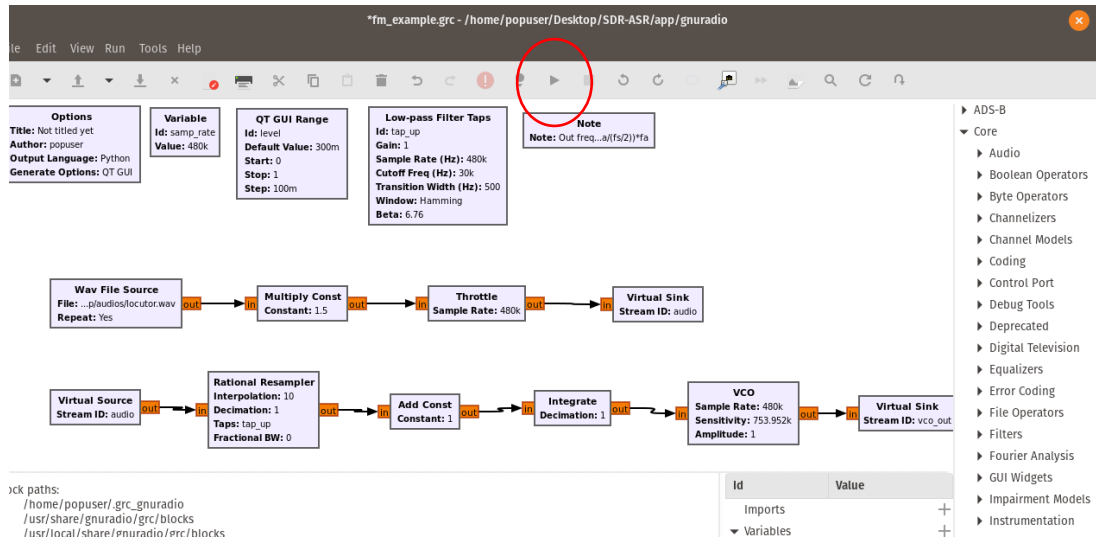 *fm_example.grc - /home/popuser/Desktop/SDR-ASR/app/gnuradio
le Edit View Run Tools Help
Options
Title: Not titled yet
Author: popuser
Output Language: Python
Generate Options: QT GUI
Variable
Id: samp_rate
Value: 480k
QT GUI Range
Id: level
Default Value: 300m
Start: 0
Stop: 1
Step: 100m
Low-pass Filter Taps
Id: tap_up
Gain: 1
Sample Rate (Hz): 480k
Cutoff Freq (Hz): 30k
Transition Width (Hz): 500
Window: Hamming
Beta: 6.76
Note
Note: Out freq...a/(fs/2))*fa
Wav File Source
File: ...p/audios/locutor.wav
Repeat: Yes
out
in
Multiply Const
Constant: 1.5
out
in
Throttle
Sample Rate: 480k
out
in
Virtual Sink
Stream ID: audio
Virtual Source
Stream ID: audio
out
in
Rational Resampler
Interpolation: 10
Decimation: 1
Taps: tap_up
Fractional BW: 0
out
in
Add Const
Constant: 1
out
in
Integrate
Decimation: 1
out
in
VCO
Sample Rate: 480k
Sensitivity: 753.952k
Amplitude: 1
out
in
Virtual Sink
Stream ID: vco_out
ADS-B
Core
Audio
Boolean Operators
Byte Operators
Channelizers
Channel Models
Coding
Control Port
Debug Tools
Deprecated
Digital Television
Equalizers
Error Coding
File Operators
Filters
Fourier Analysis
GUI Widgets
Impairment Models
Instrumentation
ock paths:
/home/popuser/.grc_gnuradio
/usr/share/gnuradio/grc/blocks
/usr/local/share/gnuradio/grc/blocks
Id Value
Imports
Variables